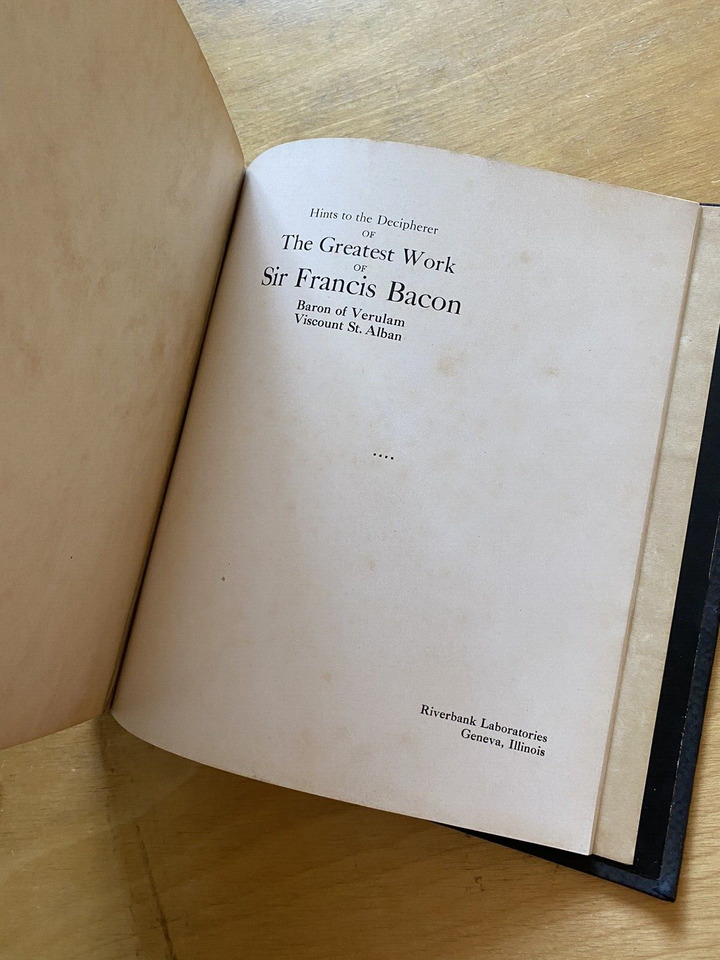 Hints to the Decipherer
OF
The Greatest Work
OF
Sir Francis Bacon
Baron of Verulam
Viscount St. Alban
....
Riverbank Laboratories
Geneva, Illinois